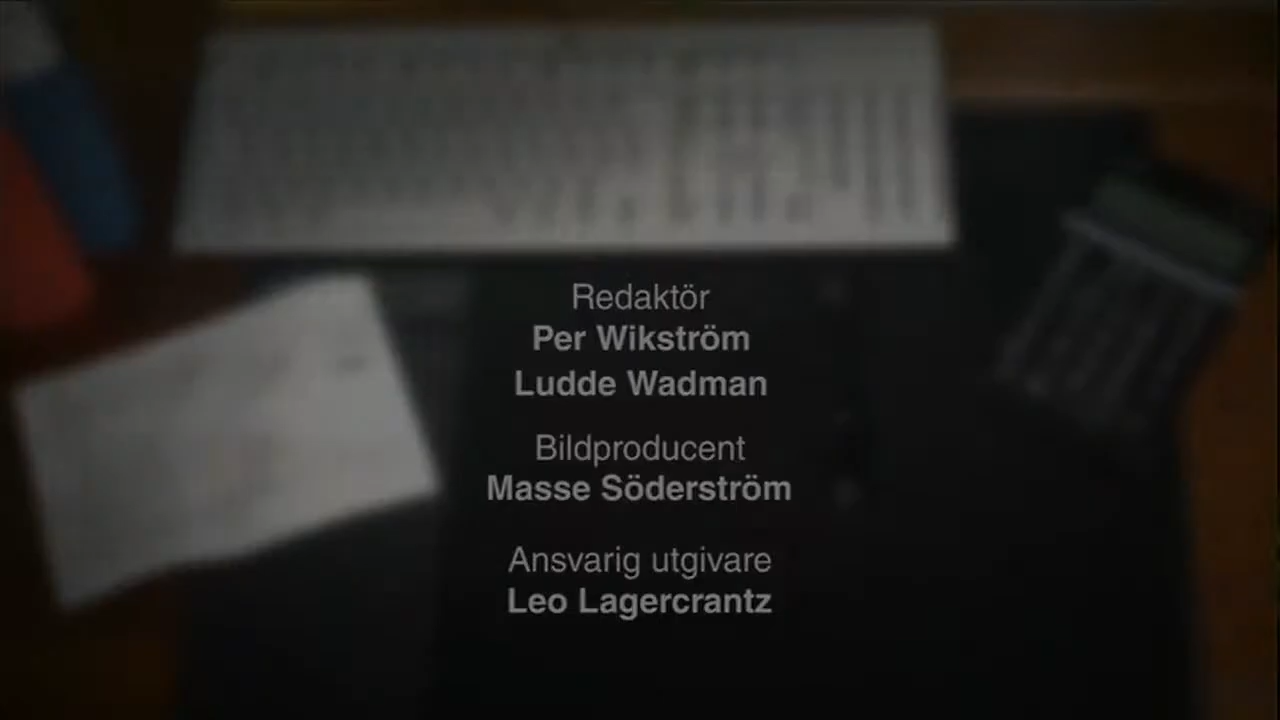 Redaktör
Per Wikström
Ludde Wadman
Bildproducent
Masse Söderström
Ansvarig utgivare
Leo Lagercrantz